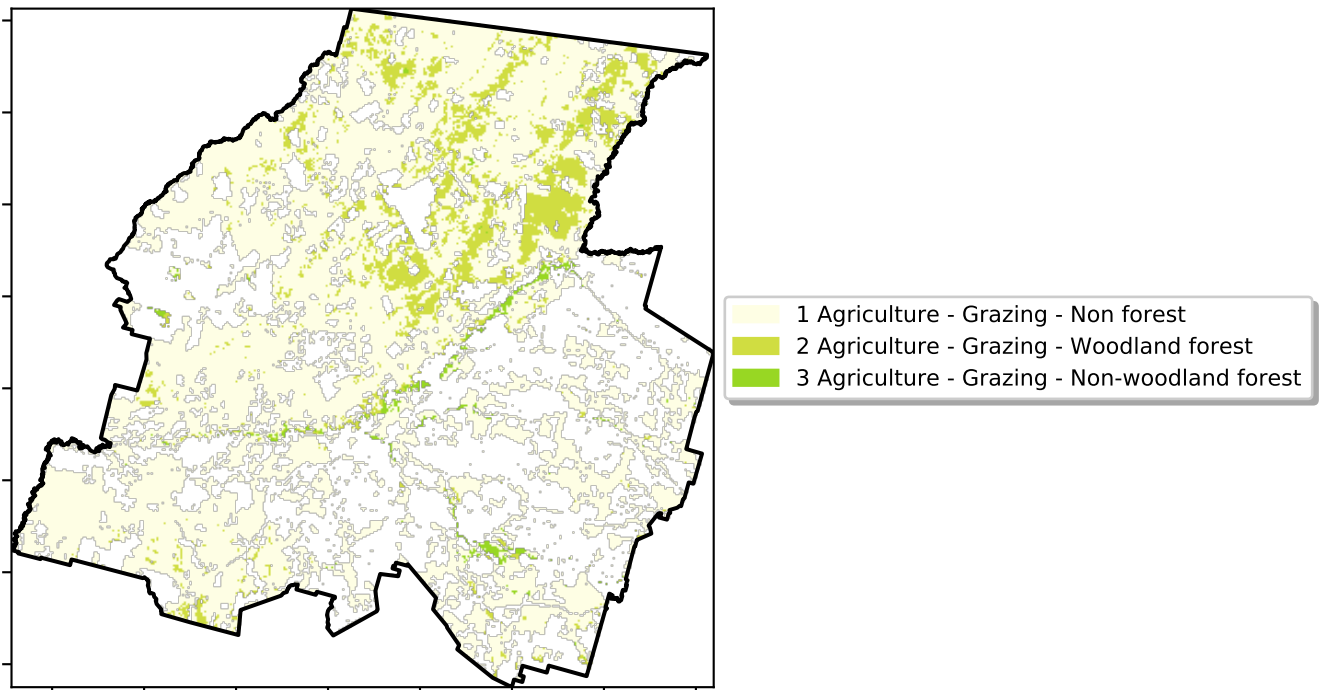 1 Agriculture - Grazing - Non forest
2 Agriculture - Grazing - Woodland forest
3 Agriculture - Grazing - Non-woodland forest